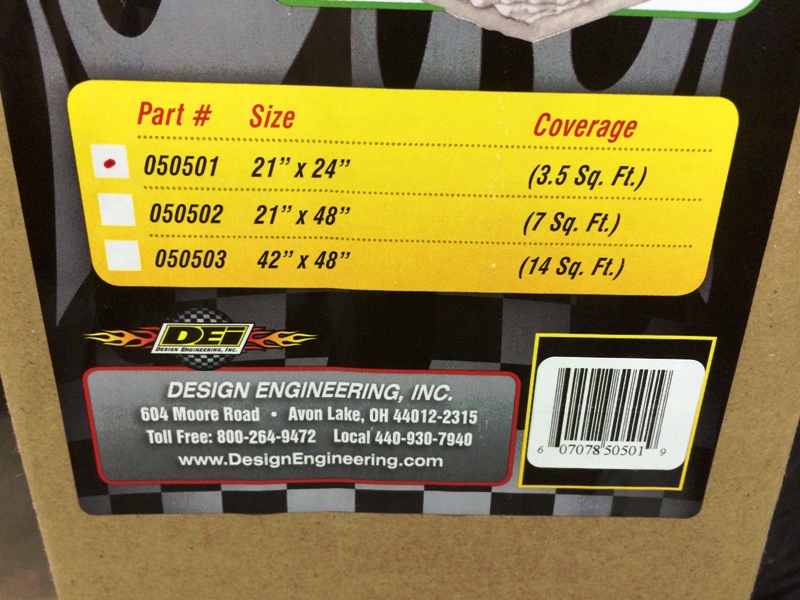 Part # Size Coverage
050501 21” x 24” (3.5 Sq. Ft.)
050502 21” x 48” (7 Sq. Ft.)
050503 42” x 48” (14 Sq. Ft.)
DEi
DESIGN ENGINEERING, INC.
DESIGN ENGINEERING, INC.
604 Moore Road • Avon Lake, OH 44012-2315
Toll Free: 800-264-9472 Local 440-930-7940
www.DesignEngineering.com
6 07078 50501 9